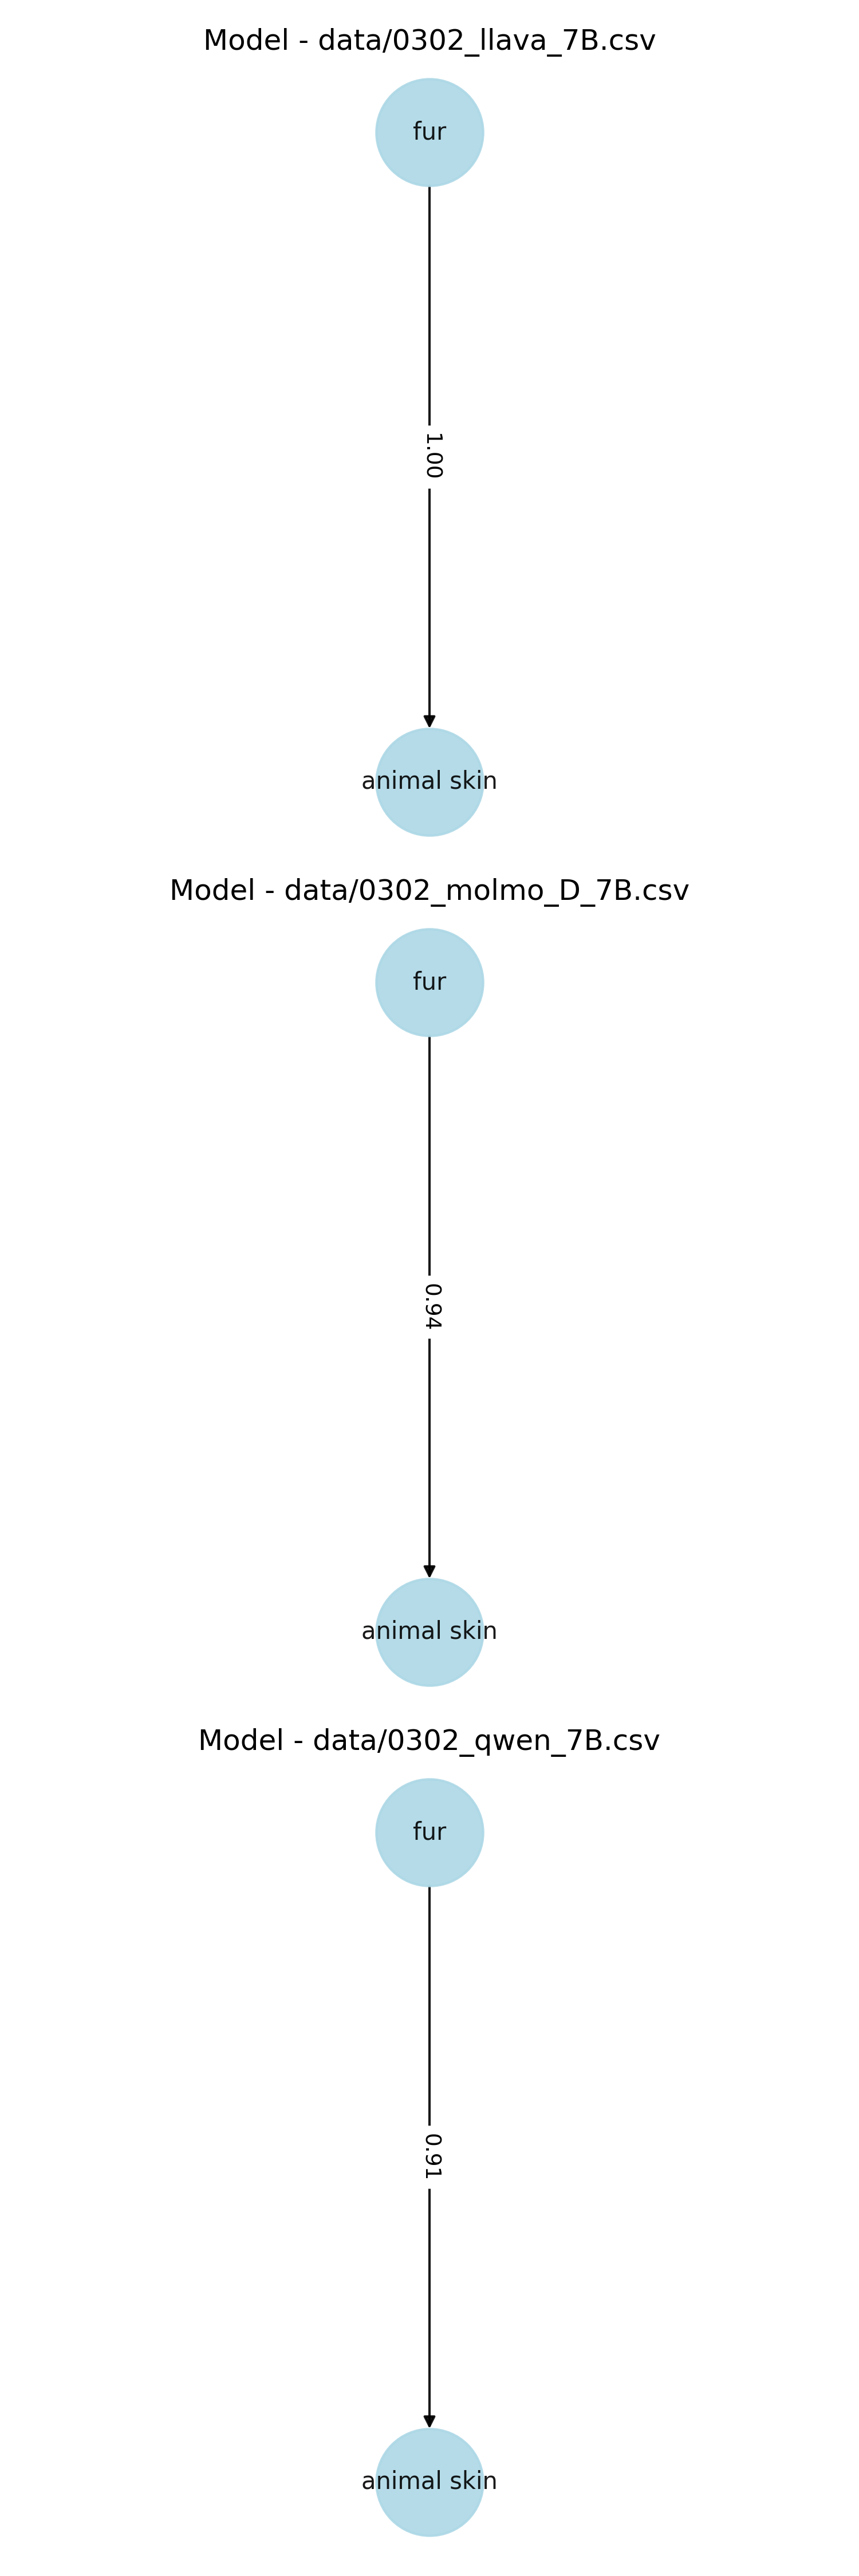 Model - data/0302_llava_7B.csv
fur
1.00
animal skin
Model - data/0302_molmo_D_7B.csv
fur
0.94
animal skin
Model - data/0302_qwen_7B.csv
fur
0.91
animal skin